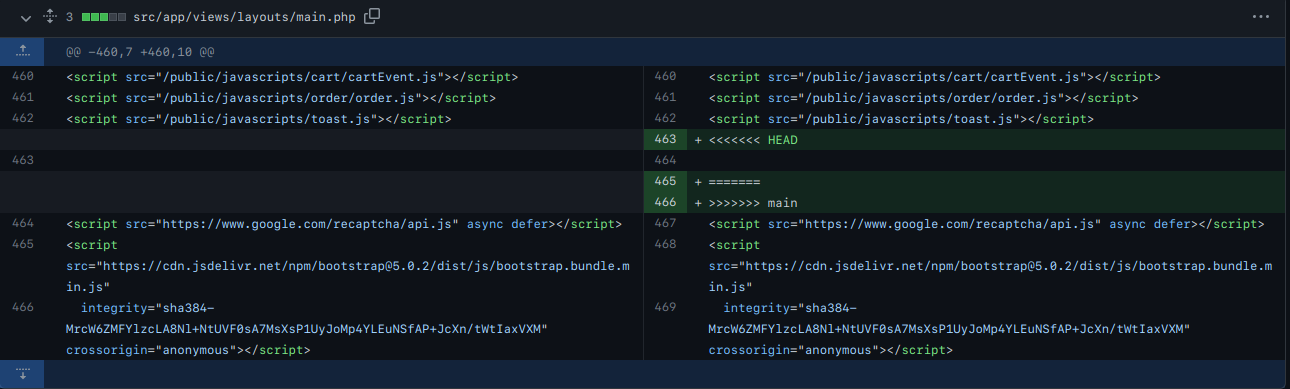 3 src/app/views/layouts/main.php
@@ -460,7 +460,10 @@
460 <script src="/public/javascripts/cart/cartEvent.js"></script> 460 <script src="/public/javascripts/cart/cartEvent.js"></script>
461 <script src="/public/javascripts/order/order.js"></script> 461 <script src="/public/javascripts/order/order.js"></script>
462 <script src="/public/javascripts/toast.js"></script> 462 <script src="/public/javascripts/toast.js"></script>
463 + <<<<<<< HEAD
463 464
465 + =======
466 + >>>>>>> main
464 <script src="https://www.google.com/recaptcha/api.js" async defer></script> 467 <script src="https://www.google.com/recaptcha/api.js" async defer></script>
465 <script 468 <script
src="https://cdn.jsdelivr.net/npm/bootstrap@5.0.2/dist/js/bootstrap.bundle.m src="https://cdn.jsdelivr.net/npm/bootstrap@5.0.2/dist/js/bootstrap.bundle.m
in.js" in.js"
466 integrity="sha384- 469 integrity="sha384-
MrcW6ZMFYlzcLA8Nl+NtUVF0sA7MsXsP1UyJoMp4YLEuNSfAP+JcXn/tWtIaxVXM" MrcW6ZMFYlzcLA8Nl+NtUVF0sA7MsXsP1UyJoMp4YLEuNSfAP+JcXn/tWtIaxVXM"
crossorigin="anonymous"></script> crossorigin="anonymous"></script>